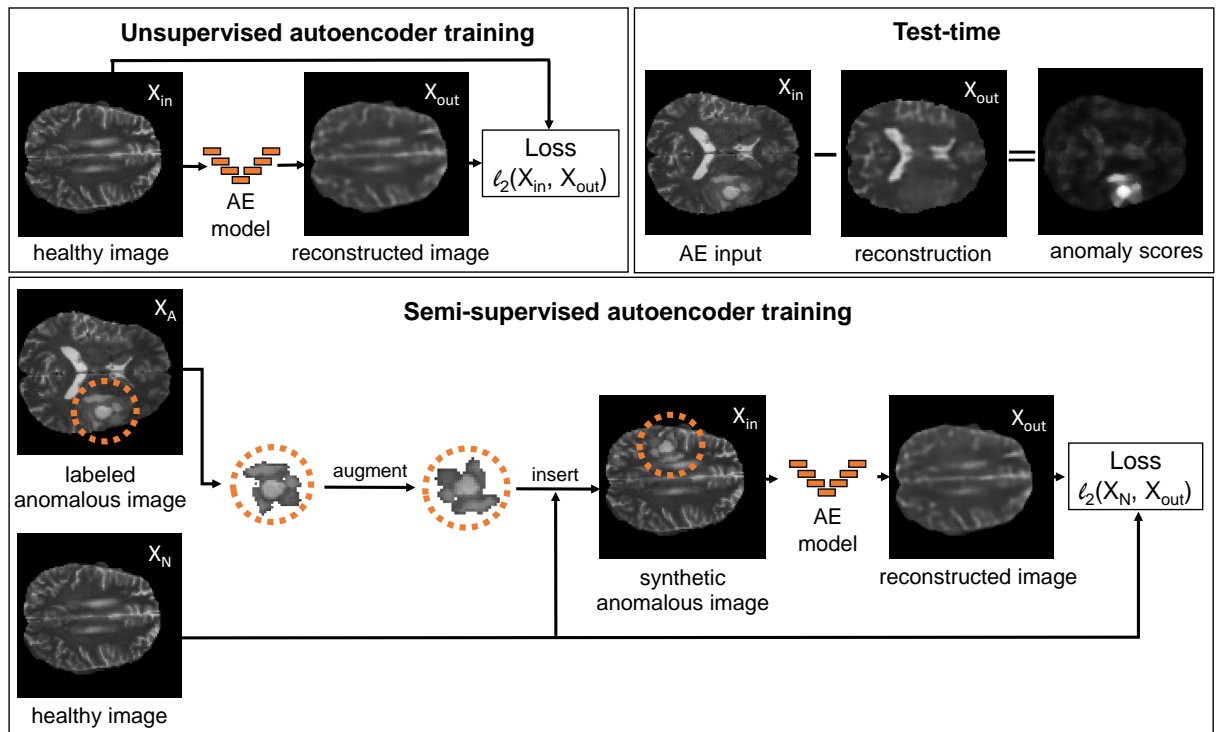 Unsupervised autoencoder training
X_in
X_out
Loss
ℓ₂(X_in, X_out)
AE
model
healthy image
reconstructed image
Test-time
X_in
X_out
AE input
reconstruction
anomaly scores
Semi-supervised autoencoder training
X_A
labeled
anomalous image
augment
insert
X_in
synthetic
anomalous image
AE
model
X_out
reconstructed image
Loss
ℓ₂(X_N, X_out)
X_N
healthy image